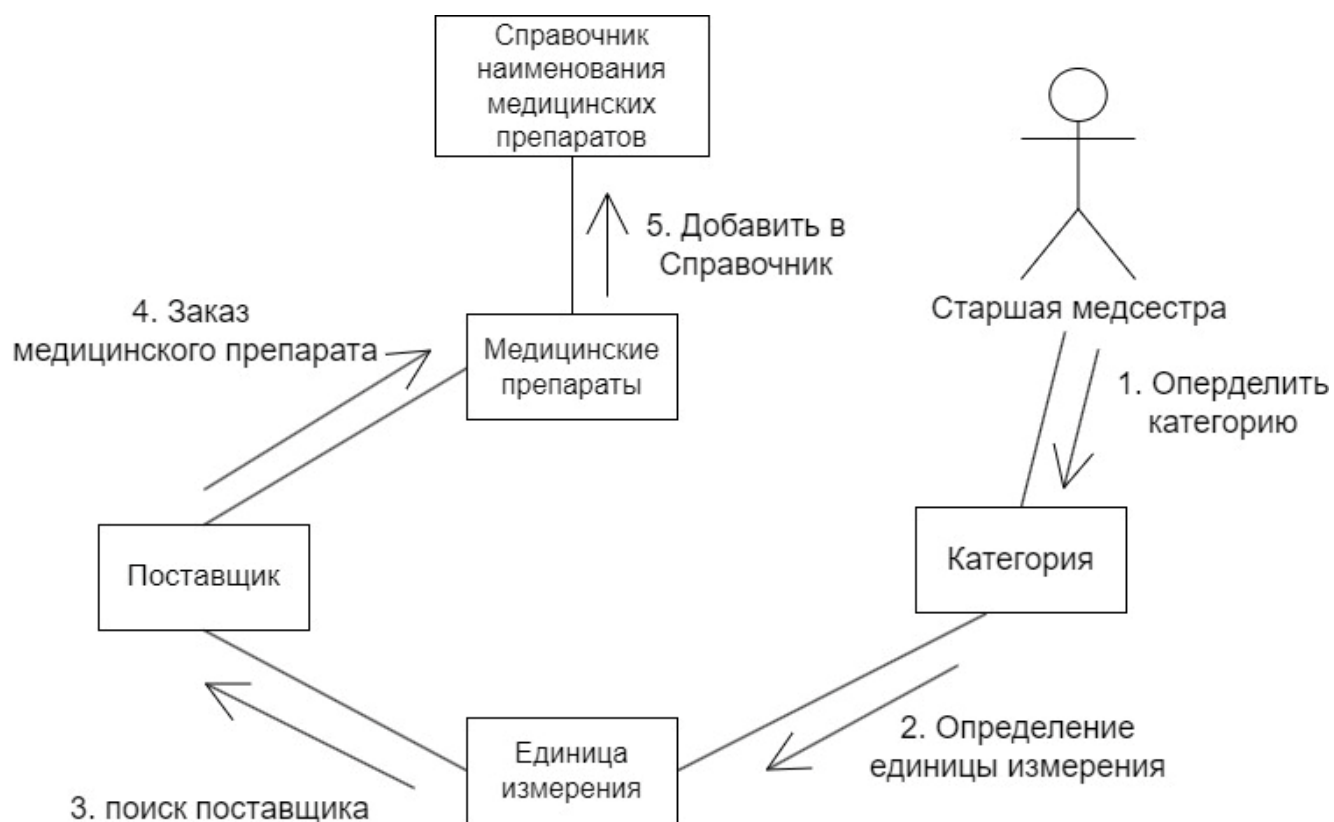 Справочник
наименования
медицинских
препаратов
5. Добавить в
Справочник
4. Заказ
медицинского препарата
Медицинские
препараты
Старшая медсестра
1. Оперделить
категорию
Поставщик
Категория
2. Определение
единицы измерения
Единица
измерения
3. поиск поставщика